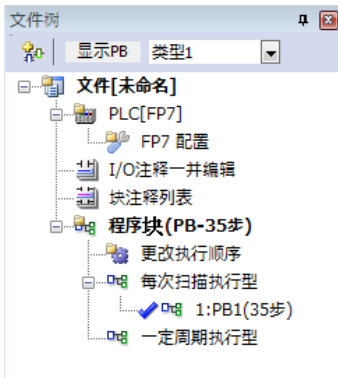 文件树
显示PB 类型1
文件[未命名]
PLC[FP7]
FP7 配置
I/O注释一并编辑
块注释列表
程序块(PB-35步)
更改执行顺序
每次扫描执行型
1:PB1(35步)
一定周期执行型